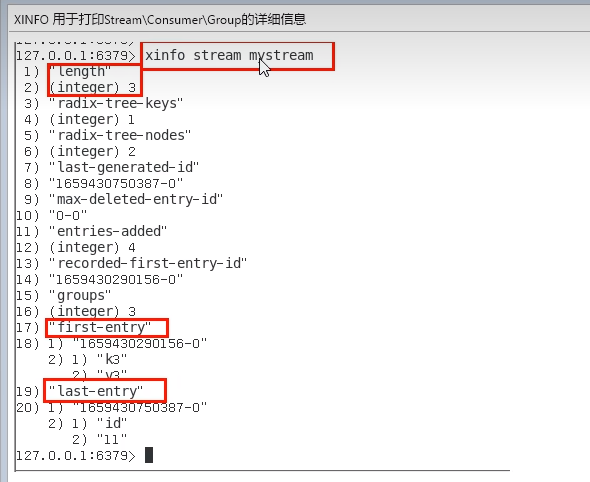 XINFO 用于打印Stream\Consumer\Group的详细信息
127.0.0.1:6379> xinfo stream mystream
1) "length"
2) (integer) 3
3) "radix-tree-keys"
4) (integer) 1
5) "radix-tree-nodes"
6) (integer) 2
7) "last-generated-id"
8) "1659430750387-0"
9) "max-deleted-entry-id"
10) "0-0"
11) "entries-added"
12) (integer) 4
13) "recorded-first-entry-id"
14) "1659430290156-0"
15) "groups"
16) (integer) 3
17) "first-entry"
18) 1) "1659430290156-0"
2) 1) "k3"
2) "v3"
19) "last-entry"
20) 1) "1659430750387-0"
2) 1) "id"
2) "11"
127.0.0.1:6379>